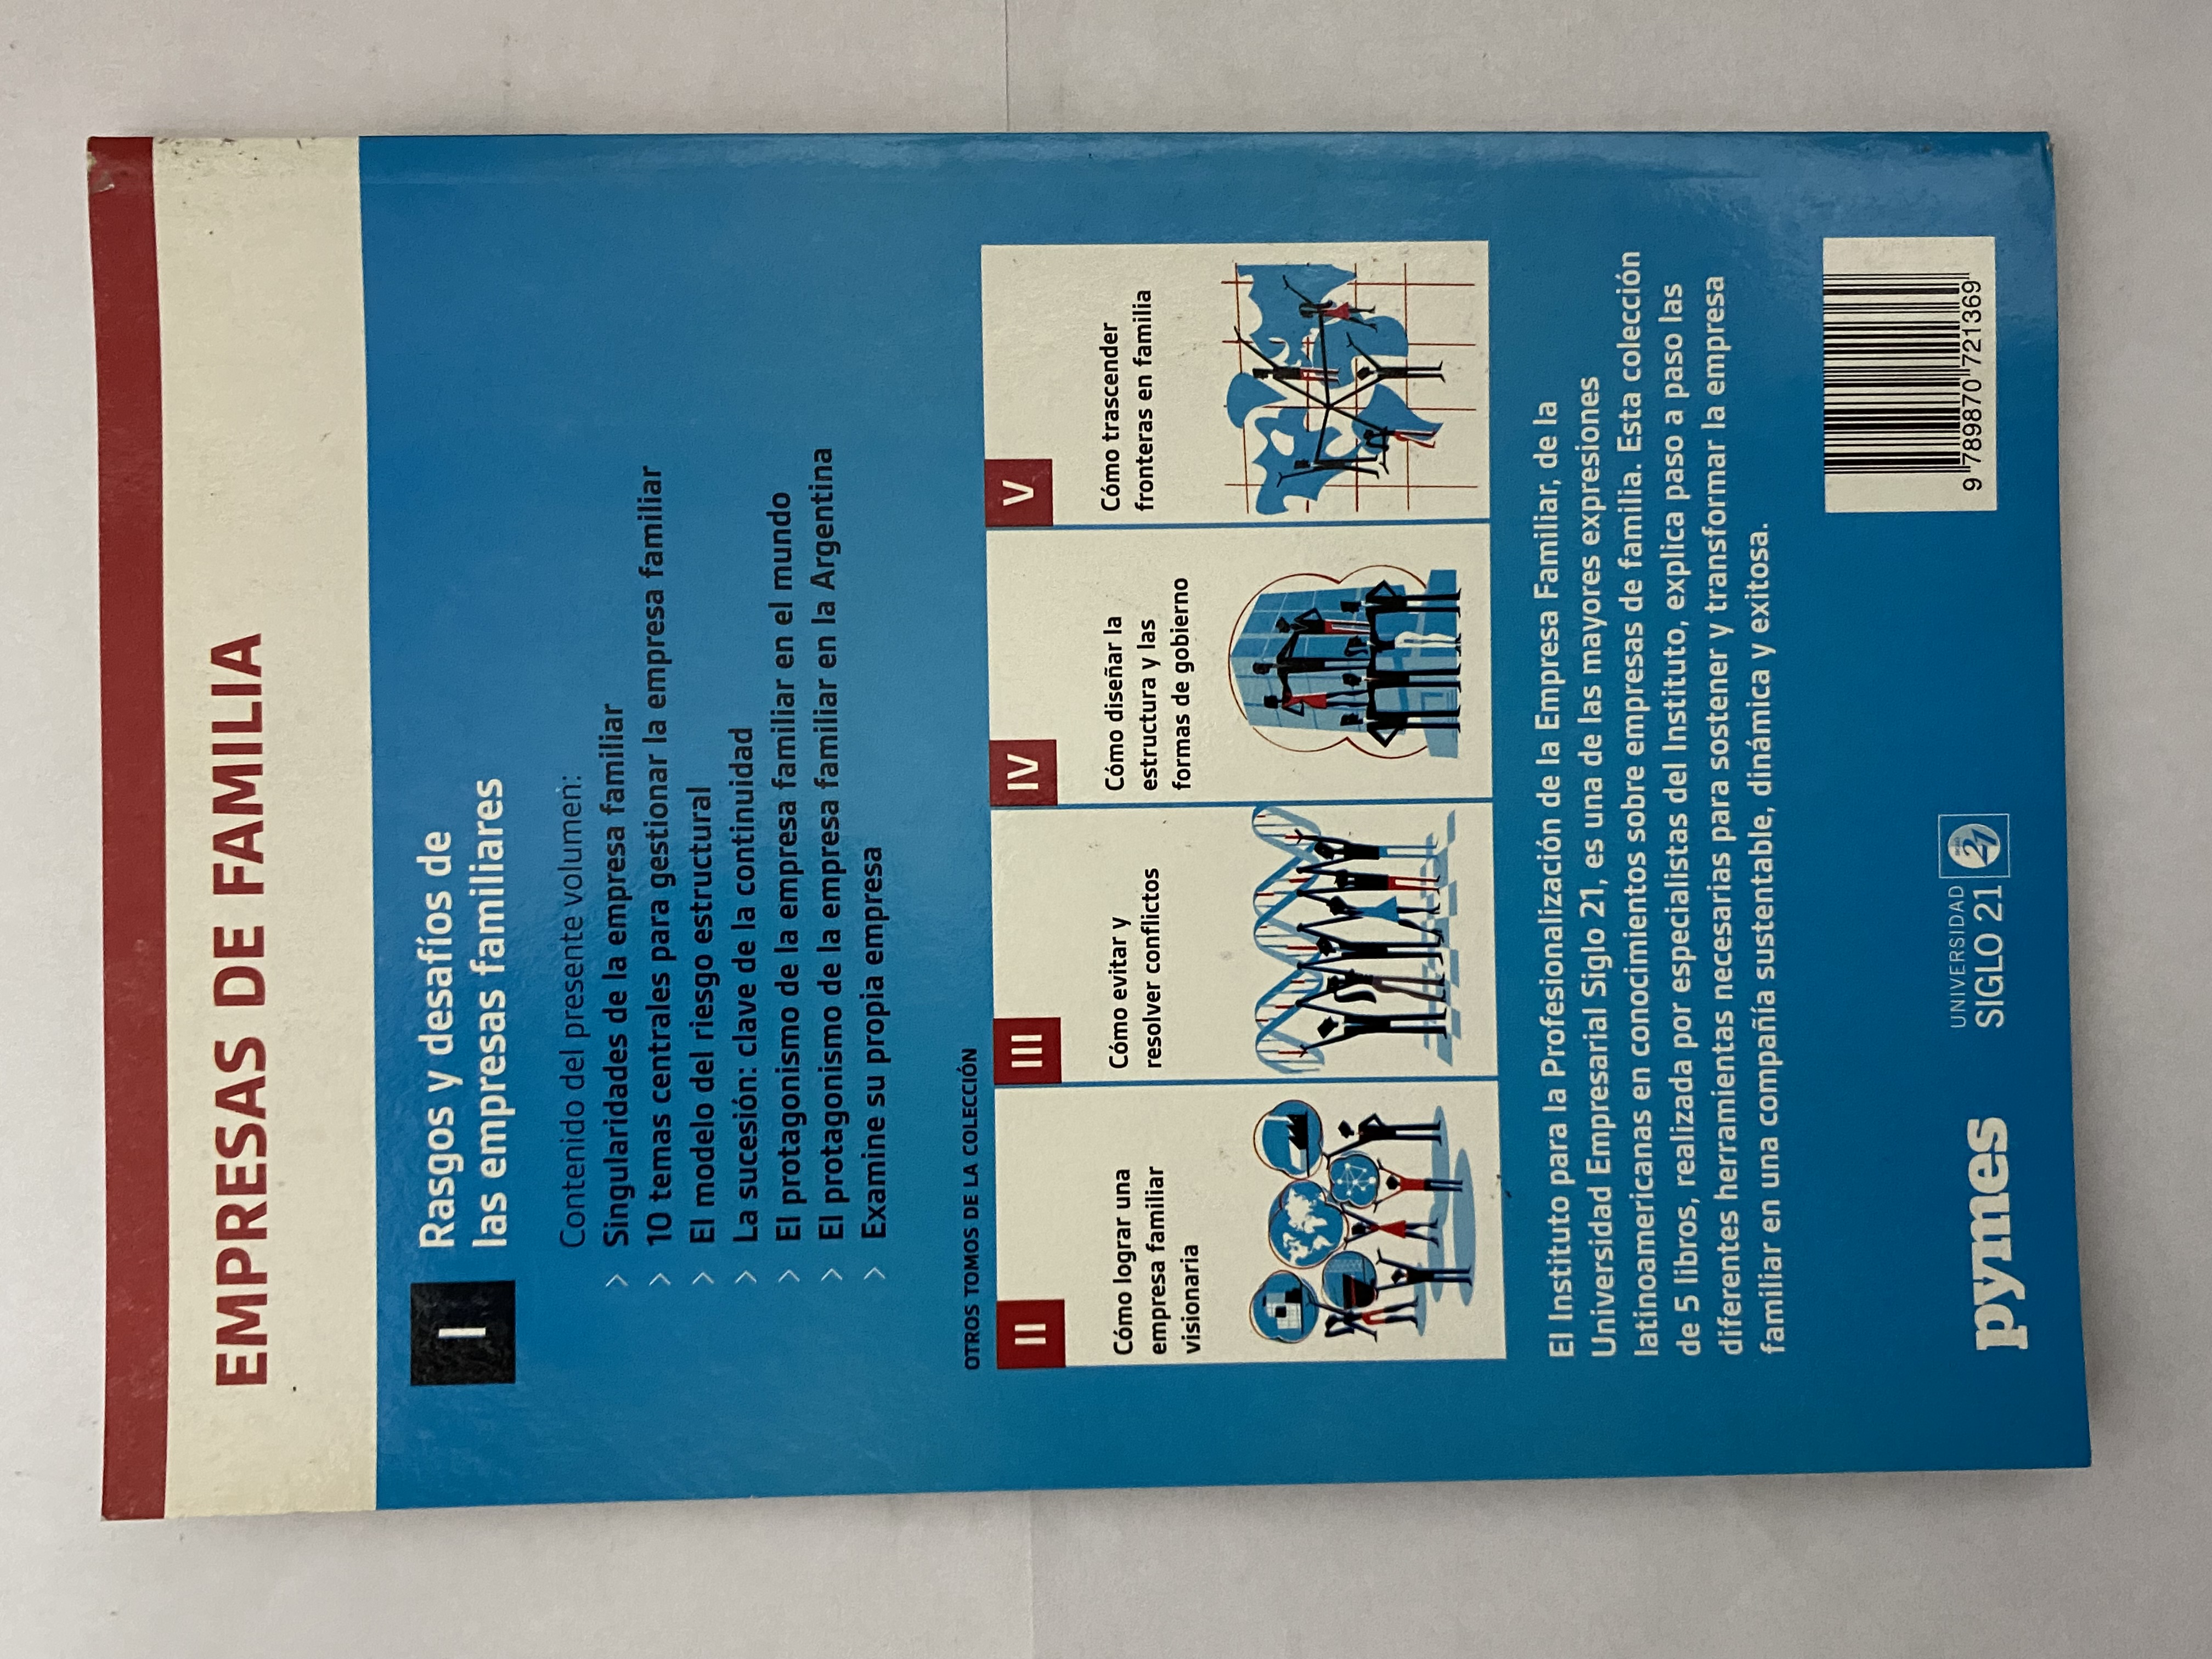 EMPRESAS DE FAMILIA
I
Rasgos y desafíos de
las empresas familiares
Contenido del presente volumen:
> Singularidades de la empresa familiar
> 10 temas centrales para gestionar la empresa familiar
> El modelo del riesgo estructural
> La sucesión: clave de la continuidad
> El protagonismo de la empresa familiar en el mundo
> El protagonismo de la empresa familiar en la Argentina
> Examine su propia empresa
OTROS TOMOS DE LA COLECCIÓN
II
Cómo lograr una
empresa familiar
visionaria
III
Cómo evitar y
resolver conflictos
IV
Cómo diseñar la
estructura y las
formas de gobierno
V
Cómo trascender
fronteras en familia
El Instituto para la Profesionalización de la Empresa Familiar, de la
Universidad Empresarial Siglo 21, es una de las mayores expresiones
latinoamericanas en conocimientos sobre empresas de familia. Esta colección
de 5 libros, realizada por especialistas del Instituto, explica paso a paso las
diferentes herramientas necesarias para sostener y transformar la empresa
familiar en una compañía sustentable, dinámica y exitosa.
pymes
UNIVERSIDAD
SIGLO 21
SIGLO
21
9 789870 721369